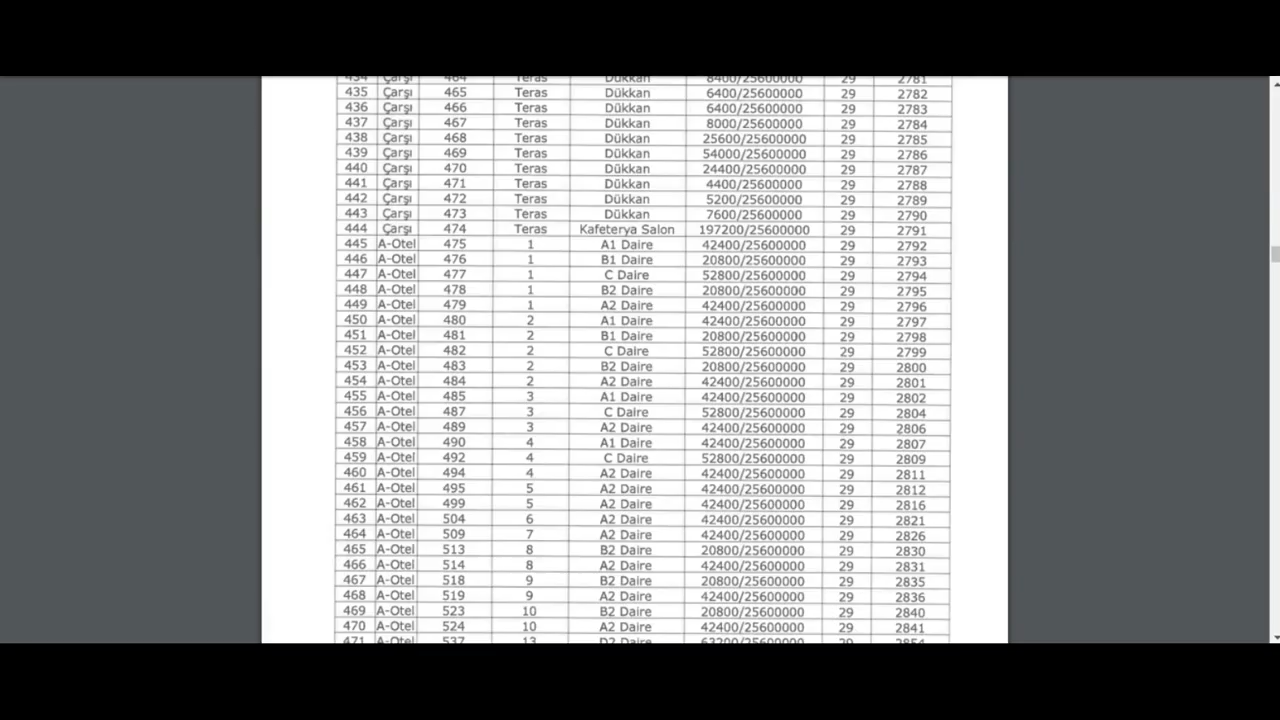 434 Çarşı 464 Teras Dükkan 8400/25600000 29 2781
435 Çarşı 465 Teras Dükkan 6400/25600000 29 2782
436 Çarşı 466 Teras Dükkan 6400/25600000 29 2783
437 Çarşı 467 Teras Dükkan 8000/25600000 29 2784
438 Çarşı 468 Teras Dükkan 25600/25600000 29 2785
439 Çarşı 469 Teras Dükkan 54000/25600000 29 2786
440 Çarşı 470 Teras Dükkan 24400/25600000 29 2787
441 Çarşı 471 Teras Dükkan 4400/25600000 29 2788
442 Çarşı 472 Teras Dükkan 5200/25600000 29 2789
443 Çarşı 473 Teras Dükkan 7600/25600000 29 2790
444 Çarşı 474 Teras Kafeterya Salon 197200/25600000 29 2791
445 A-Otel 475 1 A1 Daire 42400/25600000 29 2792
446 A-Otel 476 1 B1 Daire 20800/25600000 29 2793
447 A-Otel 477 1 C Daire 52800/25600000 29 2794
448 A-Otel 478 1 B2 Daire 20800/25600000 29 2795
449 A-Otel 479 1 A2 Daire 42400/25600000 29 2796
450 A-Otel 480 2 A1 Daire 42400/25600000 29 2797
451 A-Otel 481 2 B1 Daire 20800/25600000 29 2798
452 A-Otel 482 2 C Daire 52800/25600000 29 2799
453 A-Otel 483 2 B2 Daire 20800/25600000 29 2800
454 A-Otel 484 2 A2 Daire 42400/25600000 29 2801
455 A-Otel 485 3 A1 Daire 42400/25600000 29 2802
456 A-Otel 487 3 C Daire 52800/25600000 29 2804
457 A-Otel 489 3 A2 Daire 42400/25600000 29 2806
458 A-Otel 490 4 A1 Daire 42400/25600000 29 2807
459 A-Otel 492 4 C Daire 52800/25600000 29 2809
460 A-Otel 494 4 A2 Daire 42400/25600000 29 2811
461 A-Otel 495 5 A2 Daire 42400/25600000 29 2812
462 A-Otel 499 5 A2 Daire 42400/25600000 29 2816
463 A-Otel 504 6 A2 Daire 42400/25600000 29 2821
464 A-Otel 509 7 A2 Daire 42400/25600000 29 2826
465 A-Otel 513 8 B2 Daire 20800/25600000 29 2830
466 A-Otel 514 8 A2 Daire 42400/25600000 29 2831
467 A-Otel 518 9 B2 Daire 20800/25600000 29 2835
468 A-Otel 519 9 A2 Daire 42400/25600000 29 2836
469 A-Otel 523 10 B2 Daire 20800/25600000 29 2840
470 A-Otel 524 10 A2 Daire 42400/25600000 29 2841
471 A-Otel 537 13 D2 Daire 63200/25600000 29 2854